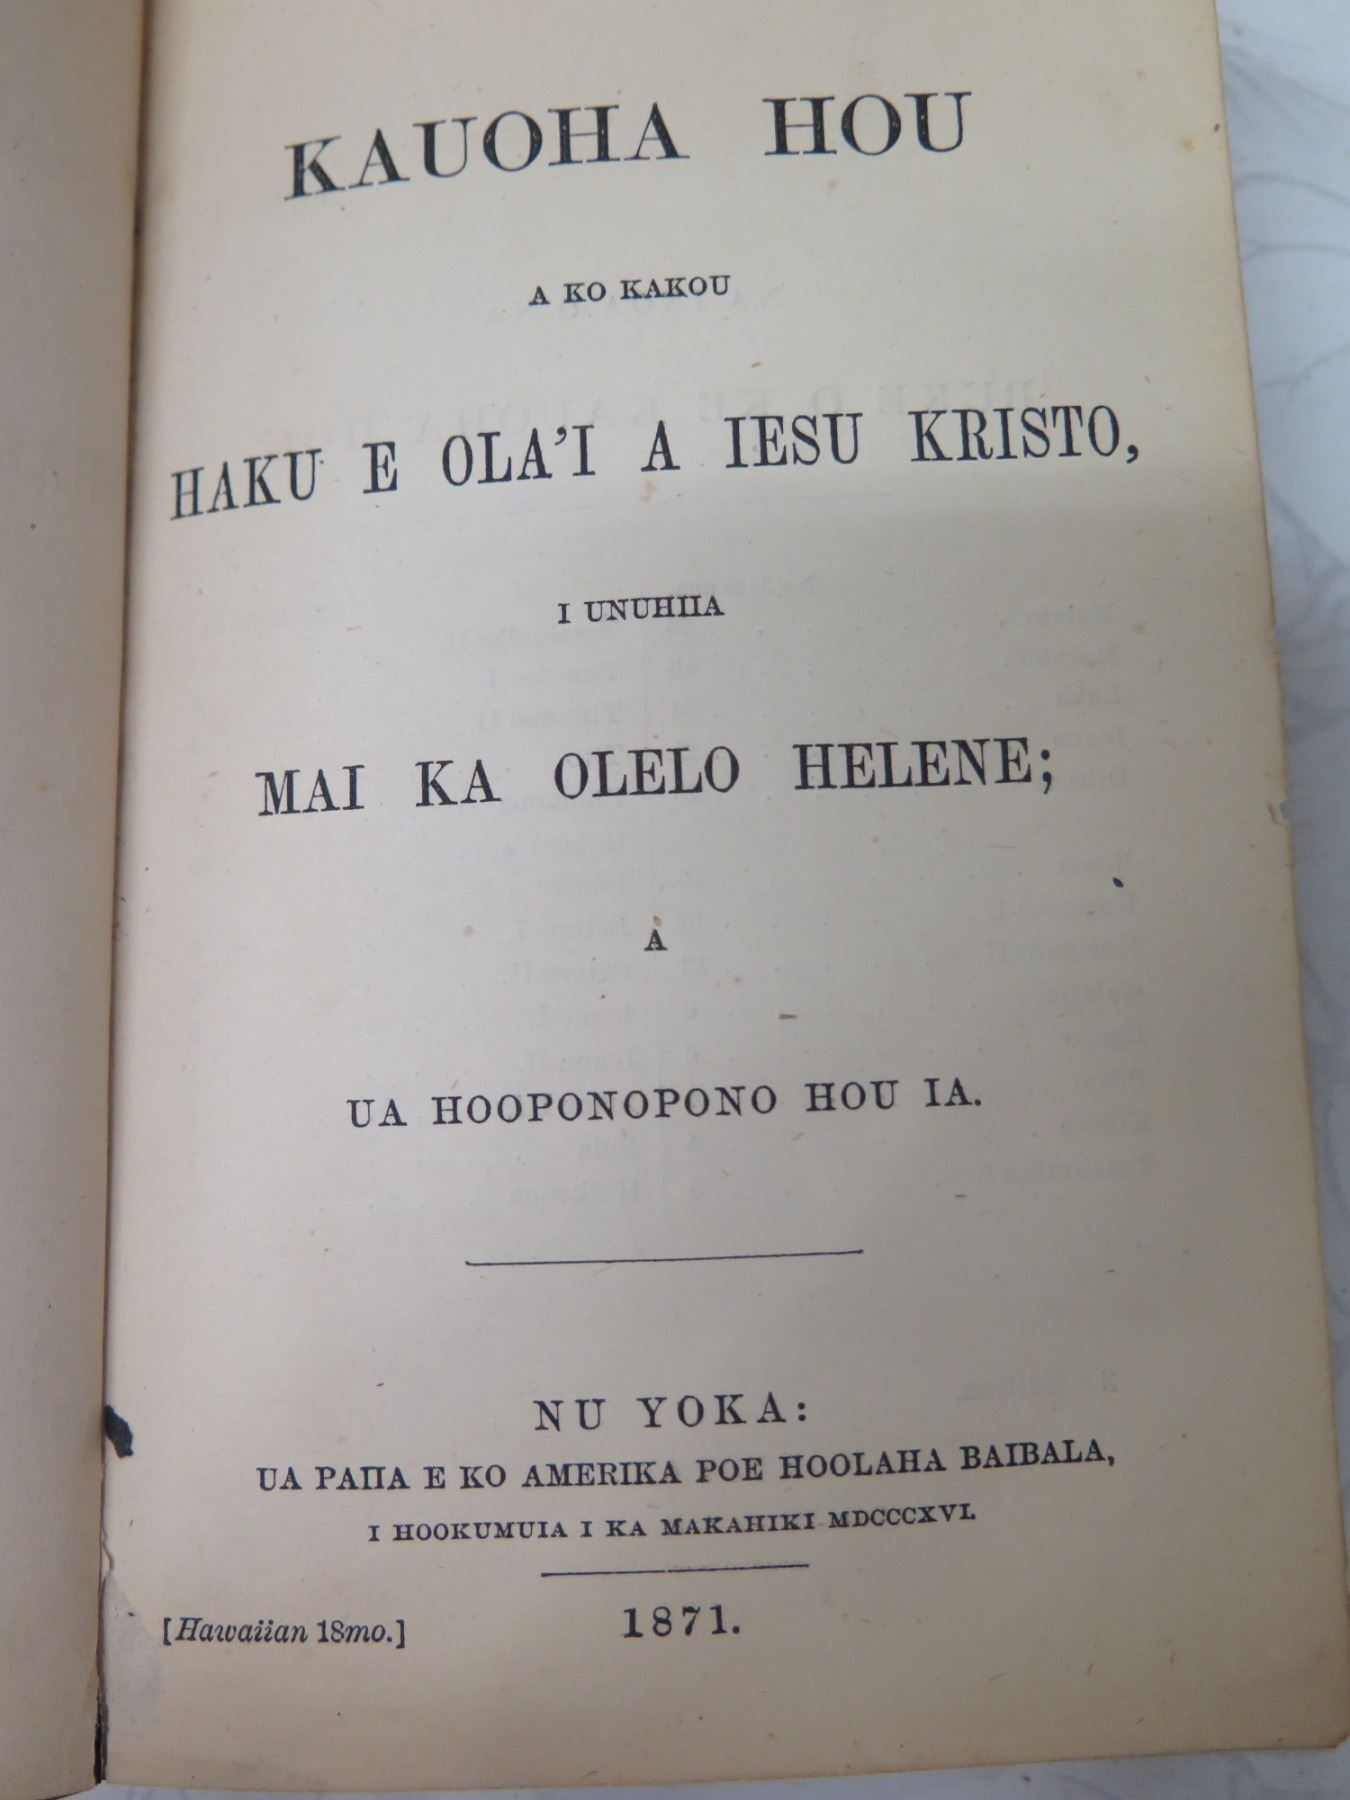 KAUOHA HOU
A KO KAKOU
HAKU E OLA'I A IESU KRISTO,
I UNUHIIA
MAI KA OLELO HELENE;
A
UA HOOPONOPONO HOU IA.
NU YOKA:
UA PAIIA E KO AMERIKA POE HOOLAHA BAIBALA,
I HOOKUMUIA I KA MAKAHIKI MDCCCXVI.
1871.
[Hawaiian 18mo.]